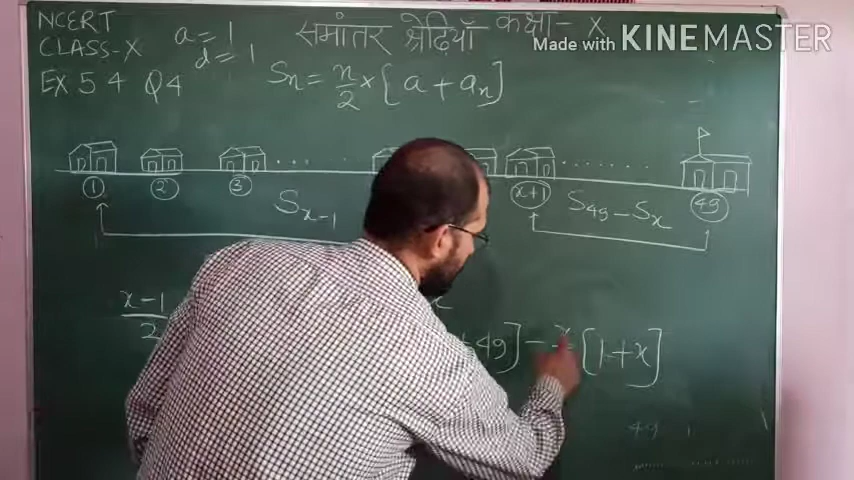 NCERT
CLASS-X
EX 5 4 Q4
a = 1
d = 1
समांतर श्रेढ़ियाँ कक्षा - X
Made with KINEMASTER
Sn = n/2 × [a + an]
1 2 3 x+1 49
S x-1
S49 - Sx
x-1
2
49] - x [1+x]